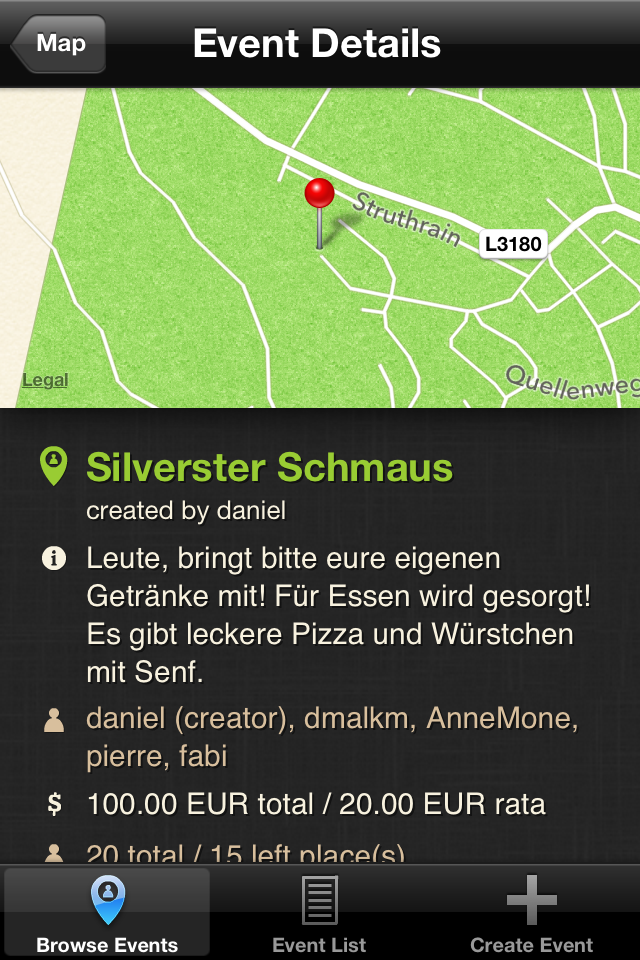 Map
Event Details
Struthrain
L3180
Legal
Quellenweg
Silverster Schmaus
created by daniel
Leute, bringt bitte eure eigenen
Getränke mit! Für Essen wird gesorgt!
Es gibt leckere Pizza und Würstchen
mit Senf.
daniel (creator), dmalkm, AnneMone,
pierre, fabi
$ 100.00 EUR total / 20.00 EUR rata
20 total / 15 left place(s)
Browse Events
Event List
Create Event